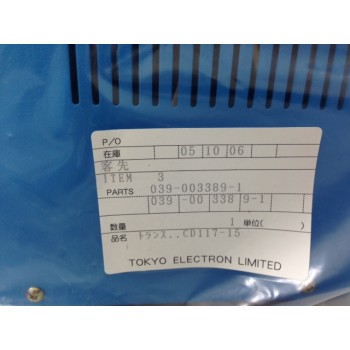 P/O
在庫 05 10 06
客先
ITEM 3
PARTS 039-003389-1
039 -00 338 9-1
数量 1 単位( )
品名 トランス..CD117-15
TOKYO ELECTRON LIMITED